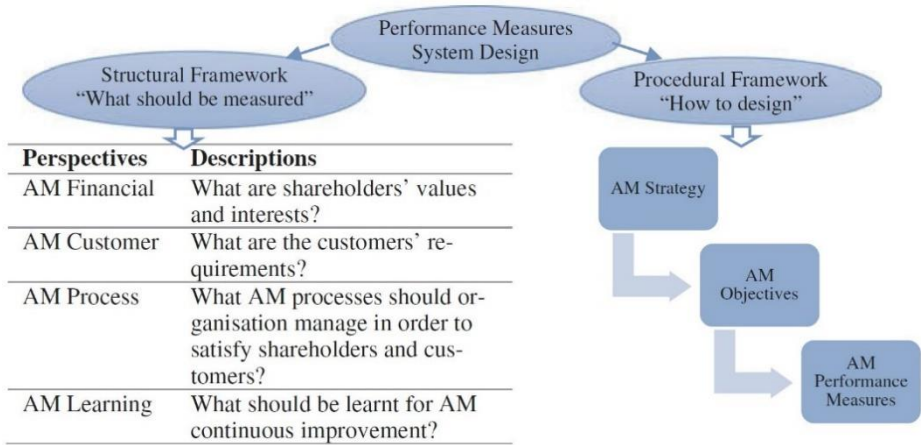 Performance Measures
System Design
Structural Framework
“What should be measured”
Procedural Framework
“How to design”
Perspectives Descriptions
AM Financial What are shareholders’ values
and interests?
AM Customer What are the customers’ re-
quirements?
AM Process What AM processes should or-
ganisation manage in order to
satisfy shareholders and cus-
tomers?
AM Learning What should be learnt for AM
continuous improvement?
AM Strategy
AM
Objectives
AM
Performance
Measures